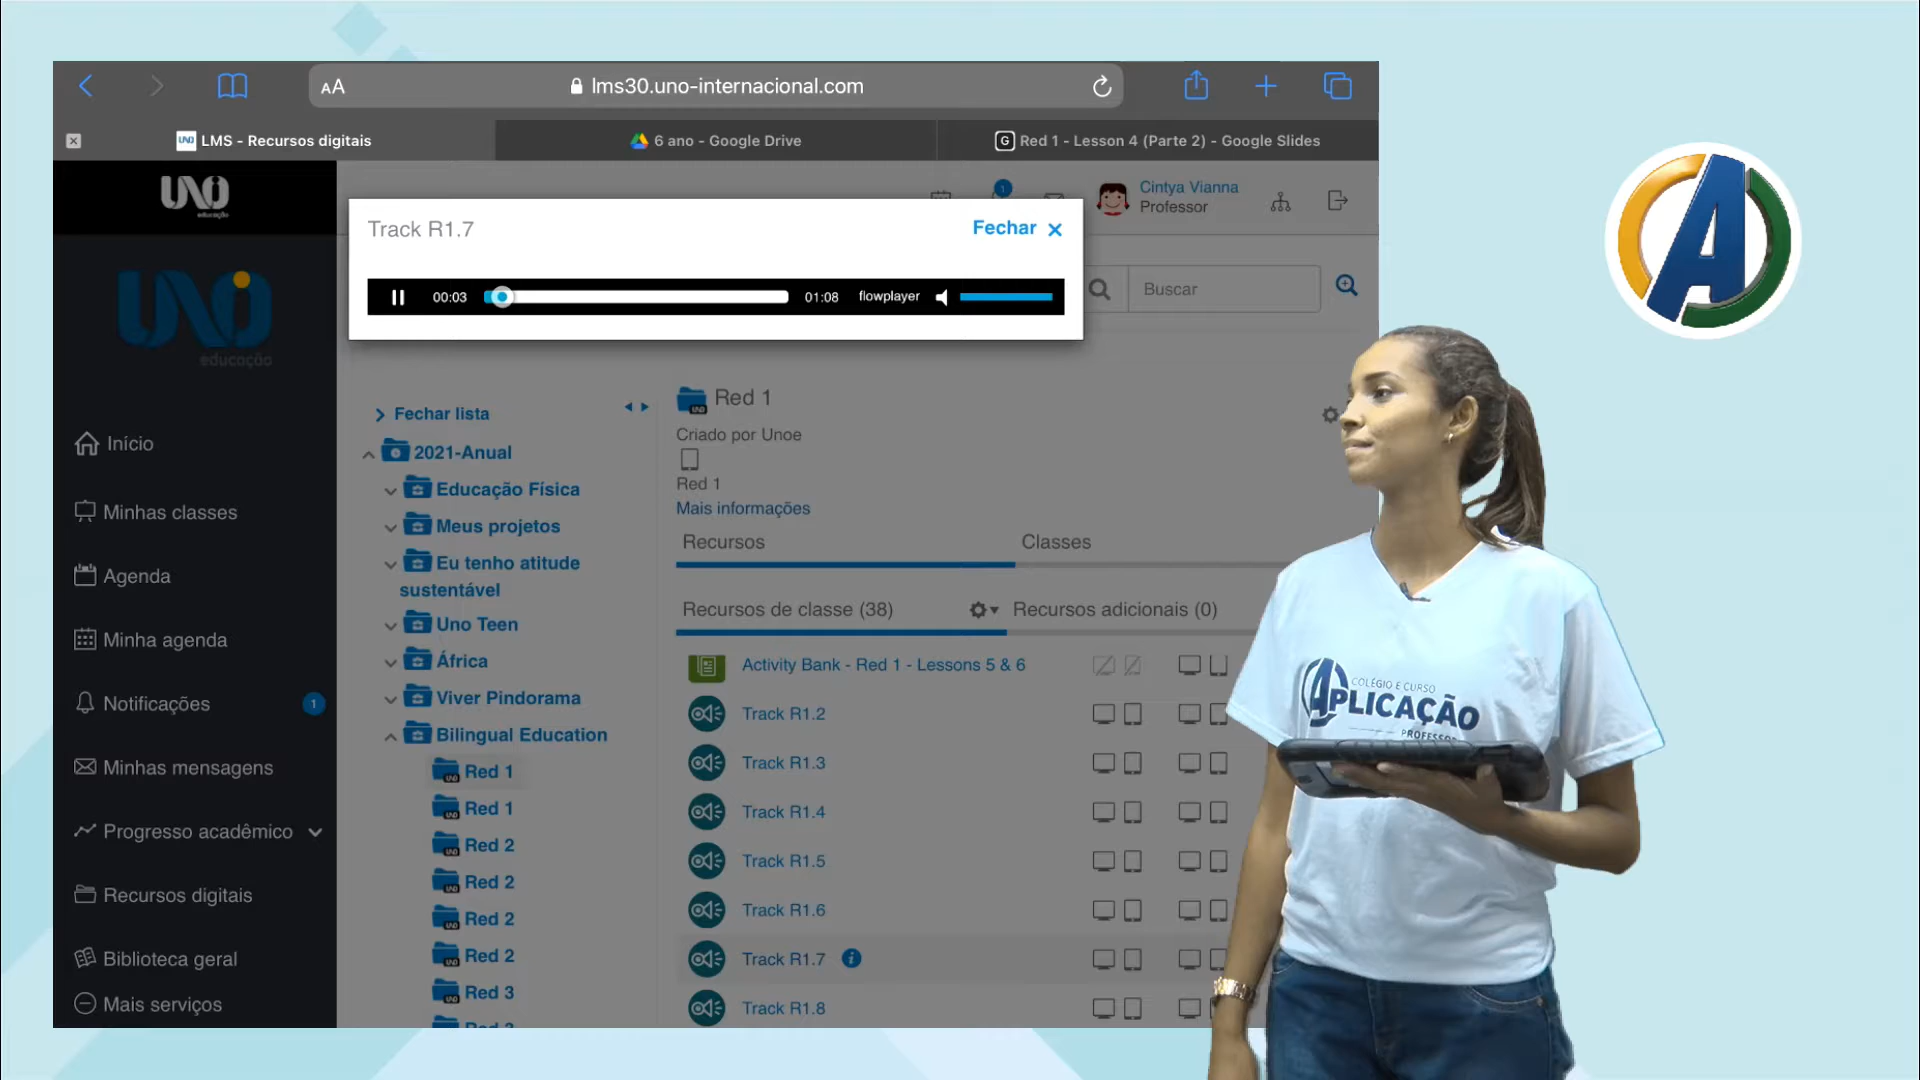 AA
lms30.uno-internacional.com
LMS - Recursos digitais
6 ano - Google Drive
Red 1 - Lesson 4 (Parte 2) - Google Slides
UNO
educação
1
Cintya Vianna
Professor
Track R1.7
Fechar
00:03
01:08
flowplayer
Buscar
UNO
educação
Início
Minhas classes
Agenda
Minha agenda
Notificações
1
Minhas mensagens
Progresso acadêmico
Recursos digitais
Biblioteca geral
Mais serviços
Fechar lista
2021-Anual
Educação Física
Meus projetos
Eu tenho atitude
sustentável
Uno Teen
África
Viver Pindorama
Bilingual Education
Red 1
Red 1
Red 2
Red 2
Red 2
Red 2
Red 3
Red 1
Criado por Unoe
Red 1
Mais informações
Recursos
Classes
Recursos de classe (38)
Recursos adicionais (0)
Activity Bank - Red 1 - Lessons 5 & 6
Track R1.2
Track R1.3
Track R1.4
Track R1.5
Track R1.6
Track R1.7
Track R1.8
A
COLÉGIO E CURSO
APLICAÇÃO